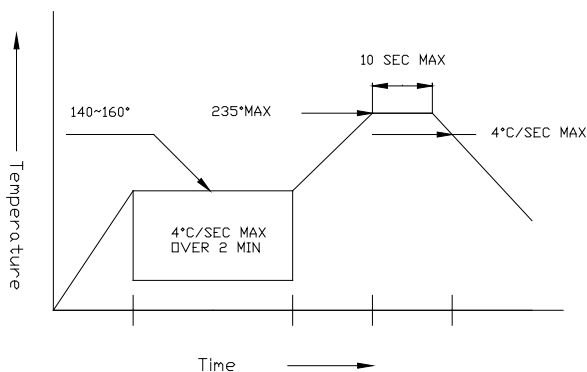 10 SEC MAX
140~160°
235°MAX
4°C/SEC MAX
4°C/SEC MAX
OVER 2 MIN
Temperature
Time